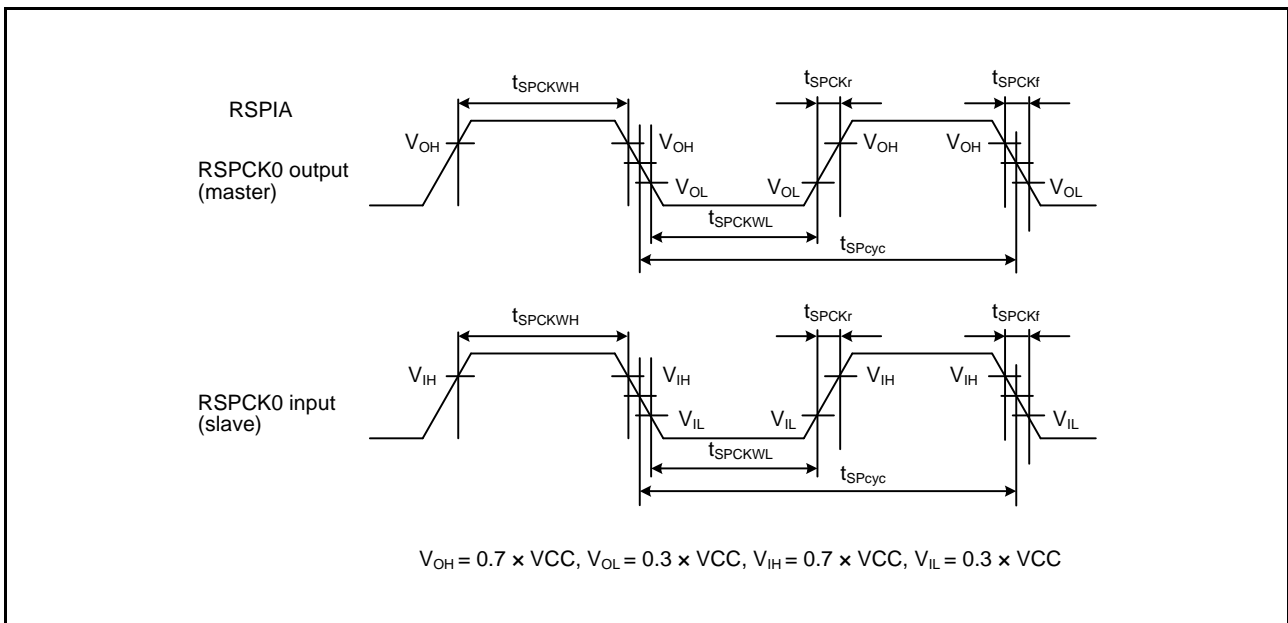 tSPCKWH
tSPCKr
tSPCKf
RSPIA
VOH
VOH
VOH
VOH
RSPCK0 output
(master)
VOL
VOL
VOL
tSPCKWL
tSPcyc
tSPCKWH
tSPCKr
tSPCKf
VIH
VIH
VIH
VIH
RSPCK0 input
(slave)
VIL
VIL
VIL
tSPCKWL
tSPcyc
VOH = 0.7 × VCC, VOL = 0.3 × VCC, VIH = 0.7 × VCC, VIL = 0.3 × VCC